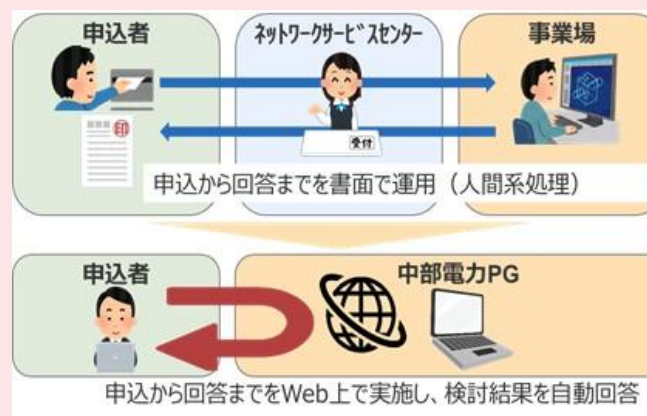 申込者
ﾈｯﾄﾜｰｸｻｰﾋﾞｽｾﾝﾀｰ
事業場
印
受付
申込から回答までを書面で運用（人間系処理）
申込者
中部電力PG
申込から回答までをWeb上で実施し、検討結果を自動回答